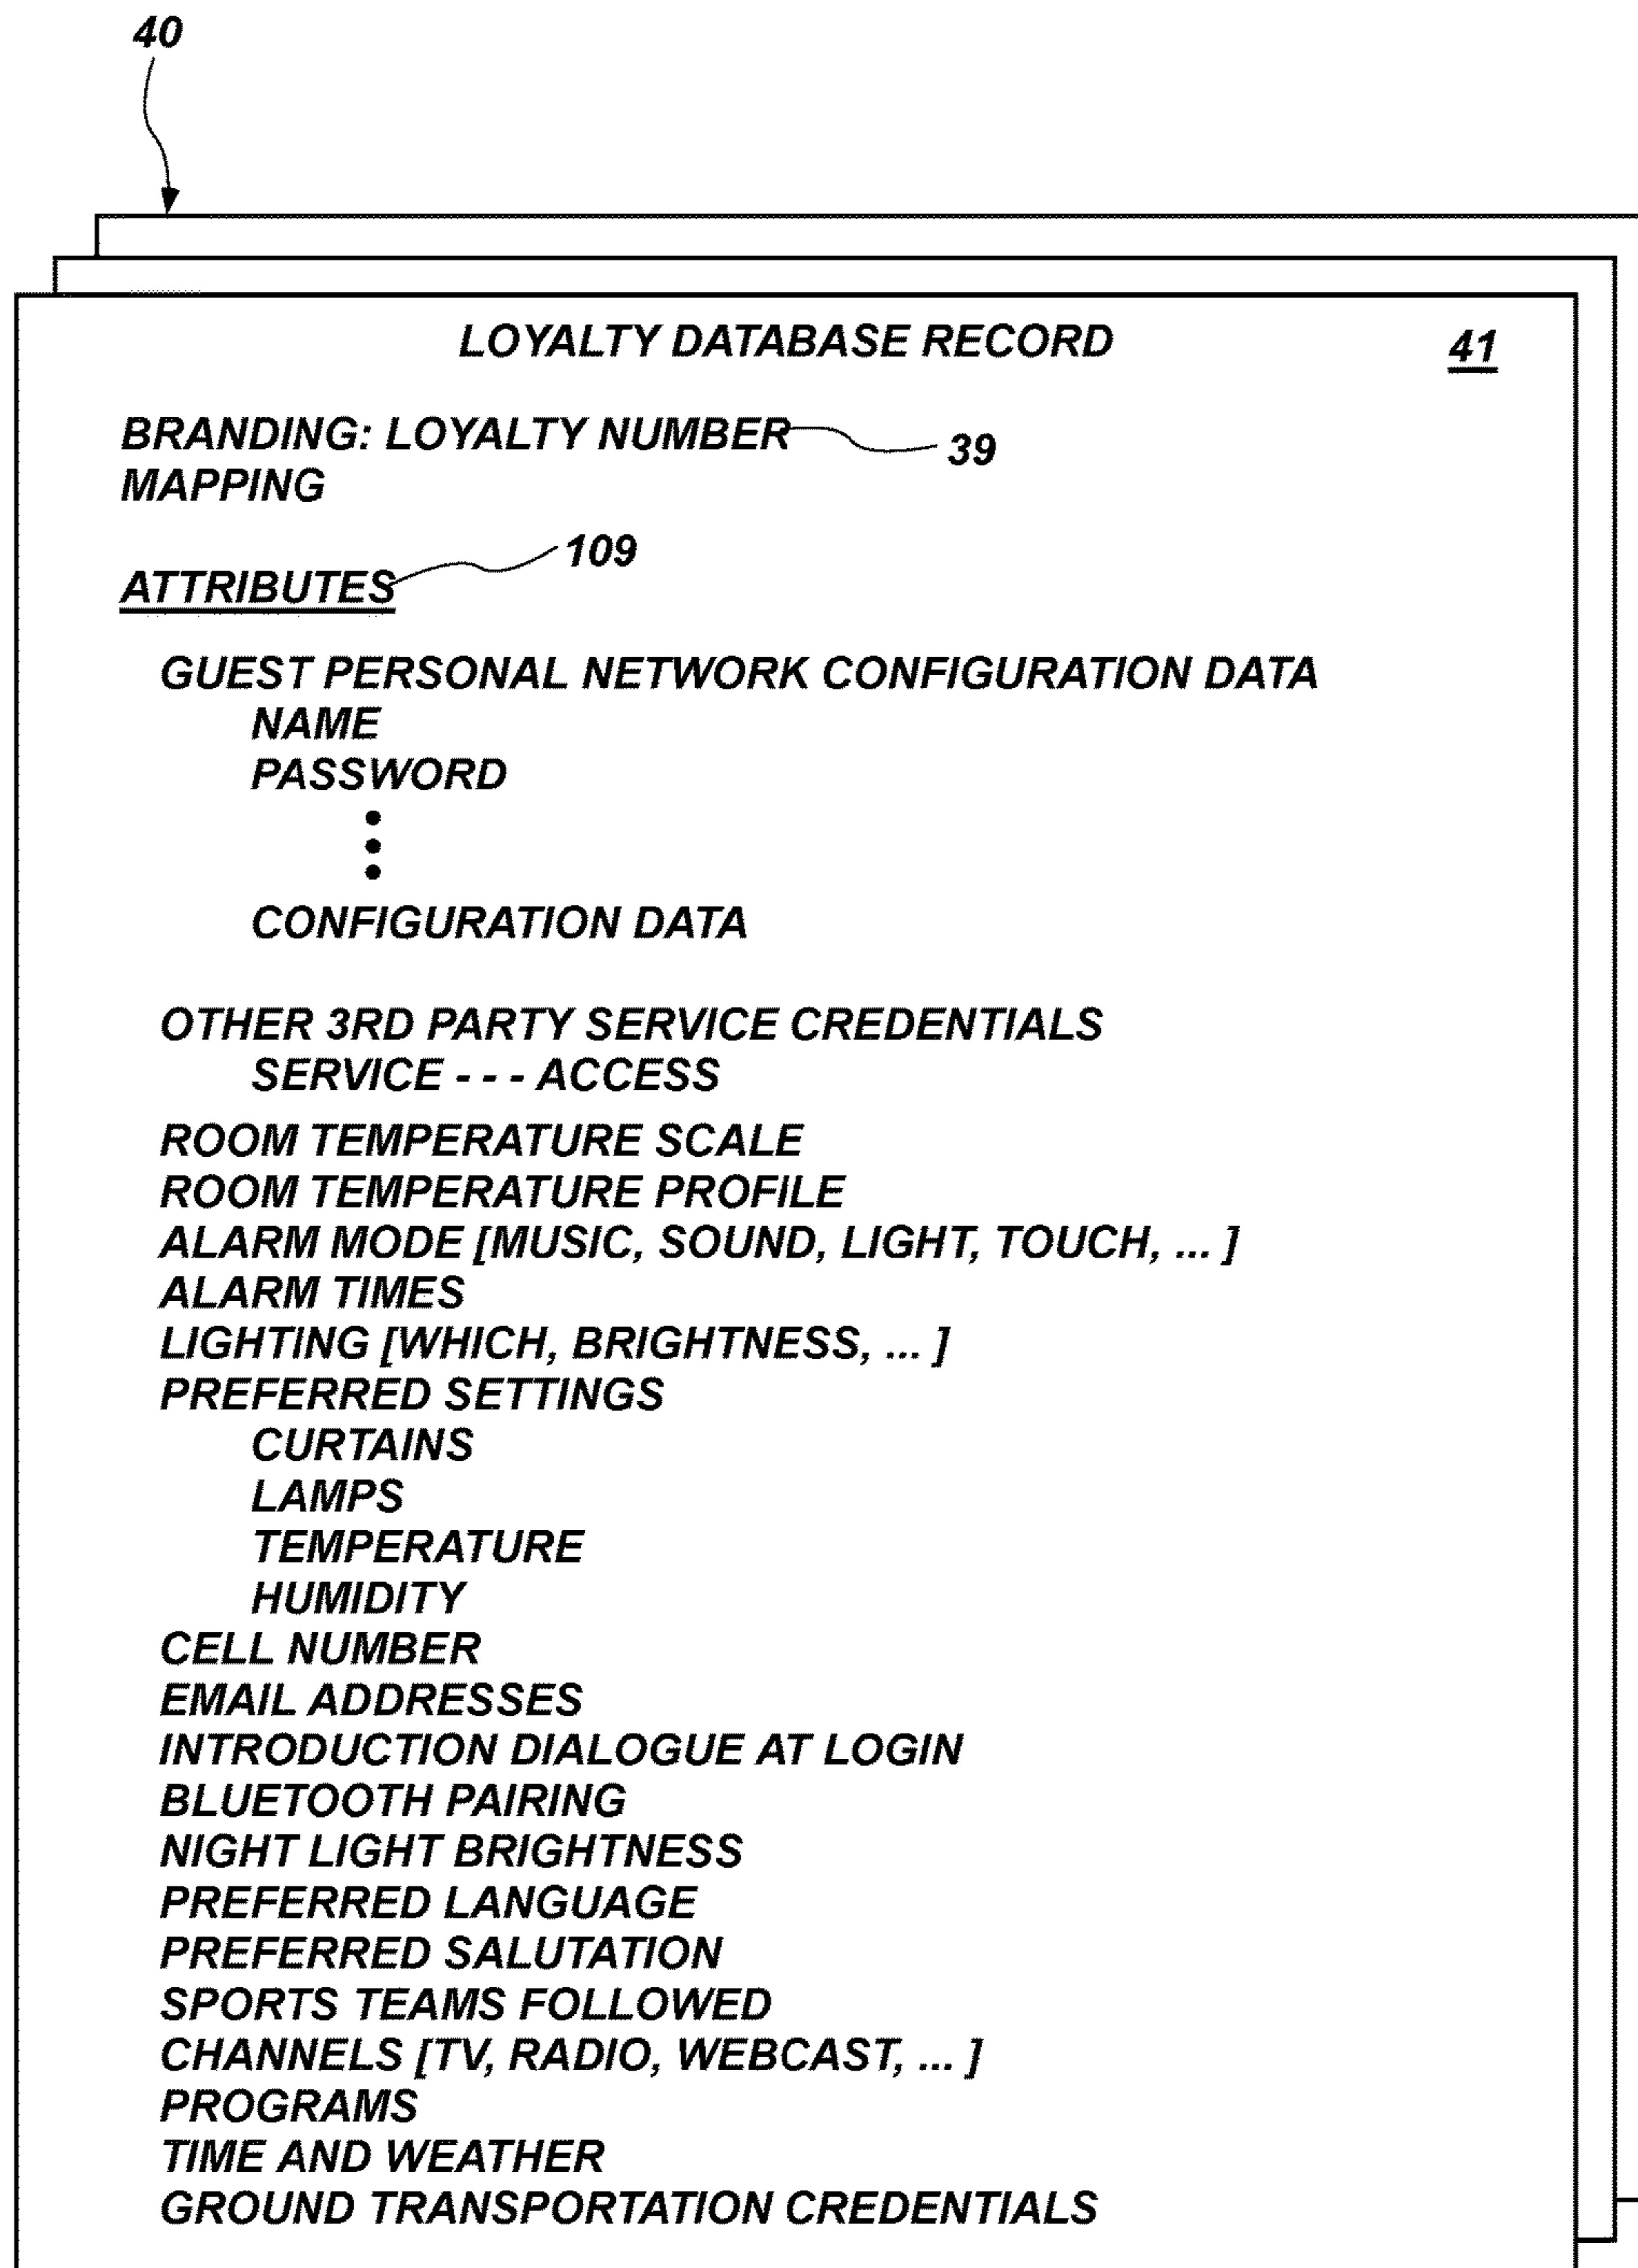 40
LOYALTY DATABASE RECORD 41
BRANDING: LOYALTY NUMBER 39
MAPPING
109
ATTRIBUTES
GUEST PERSONAL NETWORK CONFIGURATION DATA
NAME
PASSWORD
CONFIGURATION DATA
OTHER 3RD PARTY SERVICE CREDENTIALS
SERVICE - - - ACCESS
ROOM TEMPERATURE SCALE
ROOM TEMPERATURE PROFILE
ALARM MODE [MUSIC, SOUND, LIGHT, TOUCH, ... ]
ALARM TIMES
LIGHTING [WHICH, BRIGHTNESS, ... ]
PREFERRED SETTINGS
CURTAINS
LAMPS
TEMPERATURE
HUMIDITY
CELL NUMBER
EMAIL ADDRESSES
INTRODUCTION DIALOGUE AT LOGIN
BLUETOOTH PAIRING
NIGHT LIGHT BRIGHTNESS
PREFERRED LANGUAGE
PREFERRED SALUTATION
SPORTS TEAMS FOLLOWED
CHANNELS [TV, RADIO, WEBCAST, ... ]
PROGRAMS
TIME AND WEATHER
GROUND TRANSPORTATION CREDENTIALS